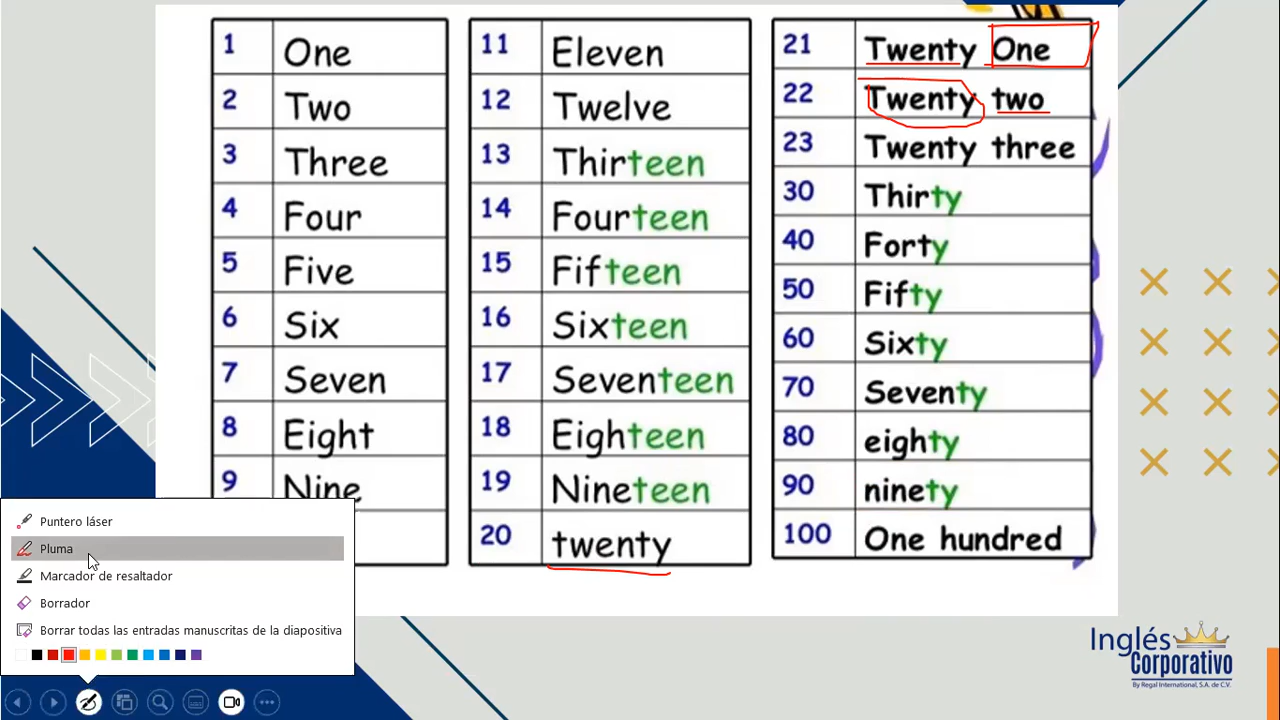 1 One
2 Two
3 Three
4 Four
5 Five
6 Six
7 Seven
8 Eight
9 Nine
11 Eleven
12 Twelve
13 Thirteen
14 Fourteen
15 Fifteen
16 Sixteen
17 Seventeen
18 Eighteen
19 Nineteen
20 twenty
21 Twenty One
22 Twenty two
23 Twenty three
30 Thirty
40 Forty
50 Fifty
60 Sixty
70 Seventy
80 eighty
90 ninety
100 One hundred
Puntero láser
Pluma
Marcador de resaltador
Borrador
Borrar todas las entradas manuscritas de la diapositiva
Inglés
Corporativo
By Regal International, S.A. de C.V.